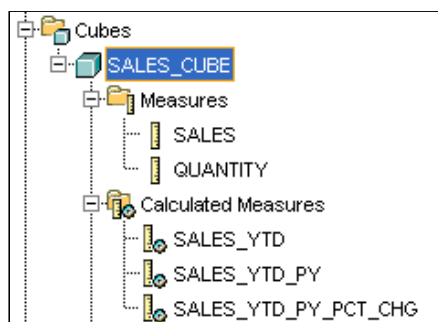 Cubes
SALES_CUBE
Measures
SALES
QUANTITY
Calculated Measures
SALES_YTD
SALES_YTD_PY
SALES_YTD_PY_PCT_CHG